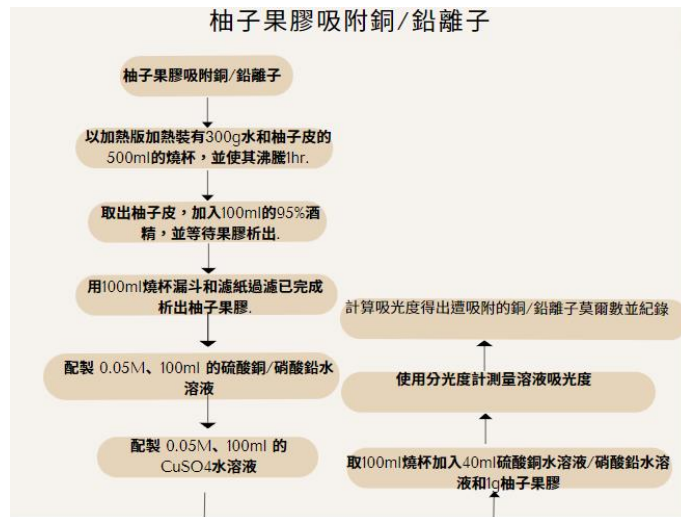 柚子果膠吸附銅/鉛離子
柚子果膠吸附銅/鉛離子
以加熱版加熱裝有300g水和柚子皮的
500ml的燒杯，並使其沸騰1hr.
取出柚子皮，加入100ml的95%酒
精，並等待果膠析出.
用100ml燒杯漏斗和濾紙過濾已完成
析出柚子果膠.
配製 0.05M、100ml 的硫酸銅/硝酸鉛水
溶液
配製 0.05M、100ml 的
CuSO4水溶液
取100ml燒杯加入40ml硫酸銅水溶液/硝酸鉛水溶
液和1g柚子果膠
使用分光度計測量溶液吸光度
計算吸光度得出遭吸附的銅/鉛離子莫爾數並紀錄